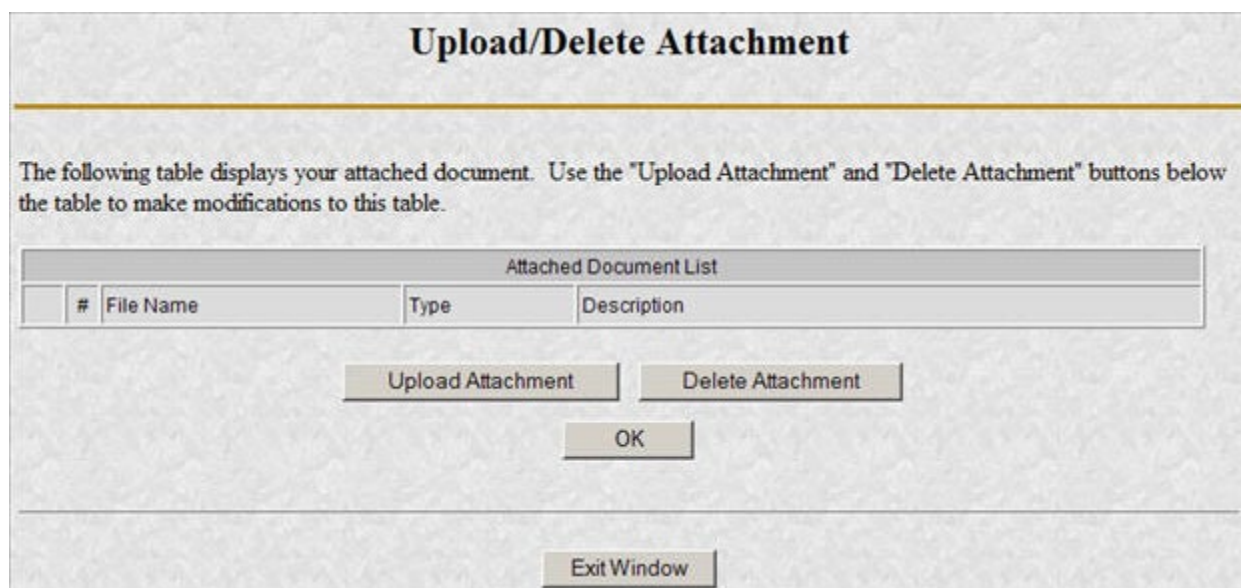 Upload/Delete Attachment
The following table displays your attached document.  Use the "Upload Attachment" and "Delete Attachment" buttons below
the table to make modifications to this table.
Attached Document List
# File Name Type Description
Upload Attachment Delete Attachment
OK
Exit Window